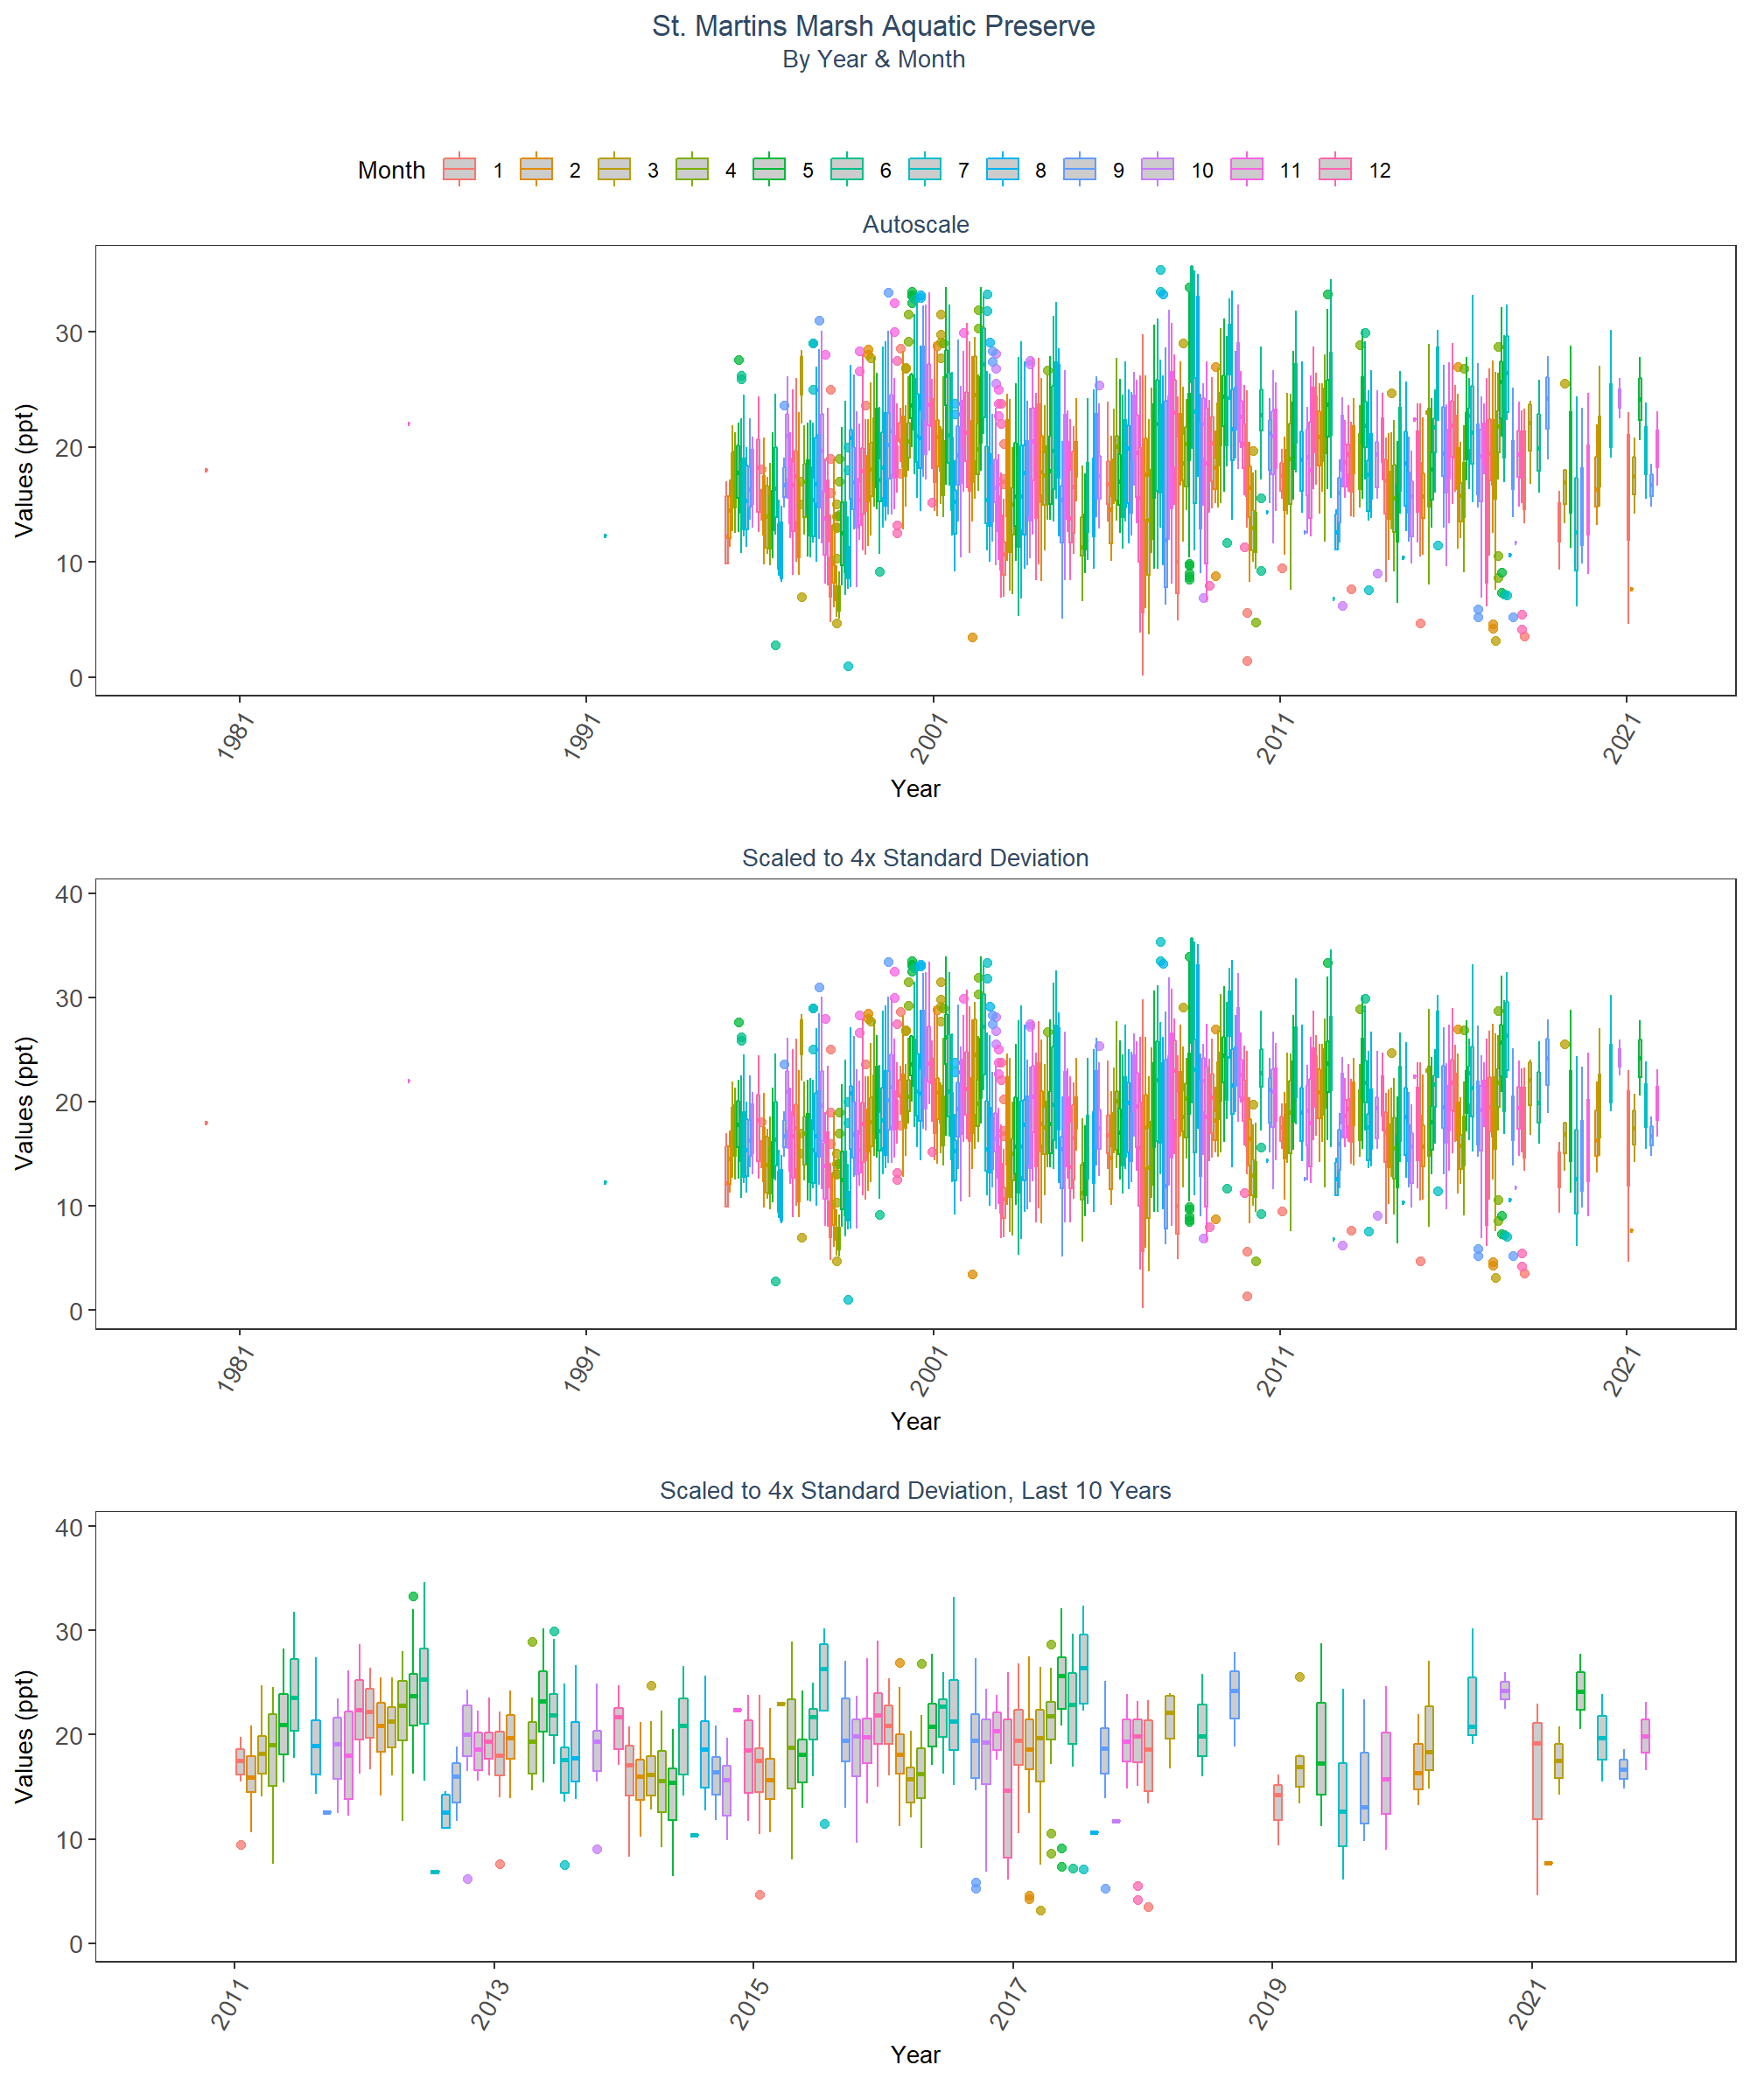 St. Martins Marsh Aquatic Preserve
By Year & Month
Month 1 2 3 4 5 6 7 8 9 10 11 12
Autoscale
Values (ppt)
30
20
10
0
1981 1991 2001 2011 2021
Year
Scaled to 4x Standard Deviation
Values (ppt)
40
30
20
10
0
1981 1991 2001 2011 2021
Year
Scaled to 4x Standard Deviation, Last 10 Years
Values (ppt)
40
30
20
10
0
2011 2013 2015 2017 2019 2021
Year